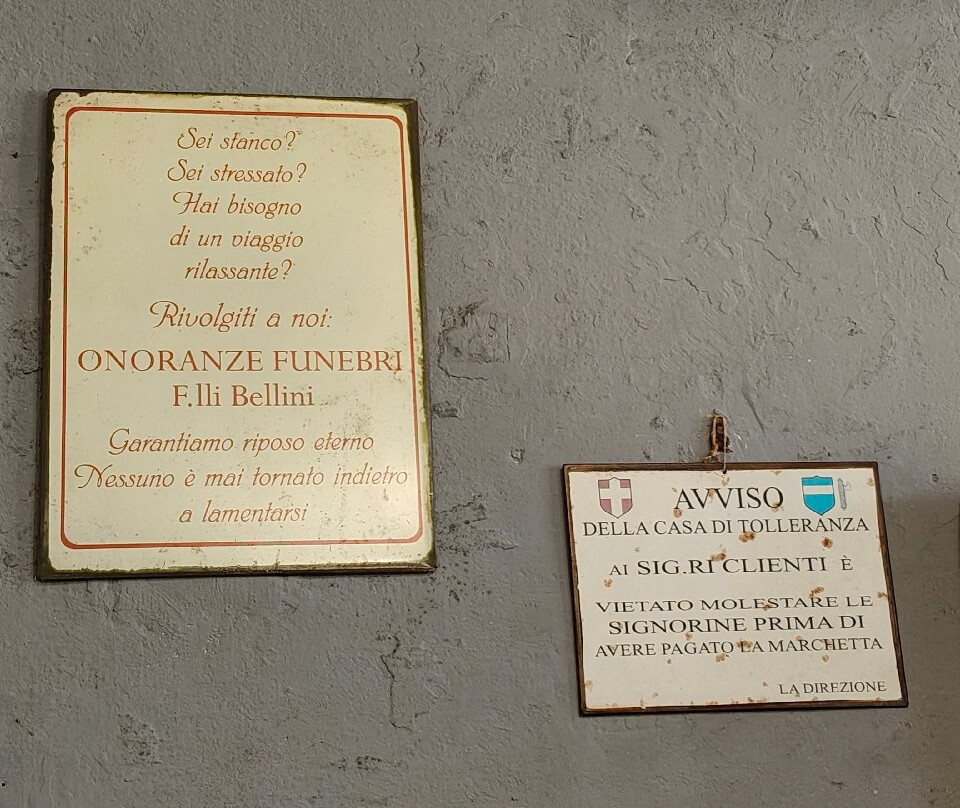 Sei stanco?
Sei stressato?
Hai bisogno
di un viaggio
rilassante?
Rivolgiti a noi:
ONORANZE FUNEBRI
F.lli Bellini
Garantiamo riposo eterno
Nessuno è mai tornato indietro
a lamentarsi
AVVISO
DELLA CASA DI TOLLERANZA
AI SIG.RI CLIENTI È
VIETATO MOLESTARE LE
SIGNORINE PRIMA DI
AVERE PAGATO LA MARCHETTA
LA DIREZIONE